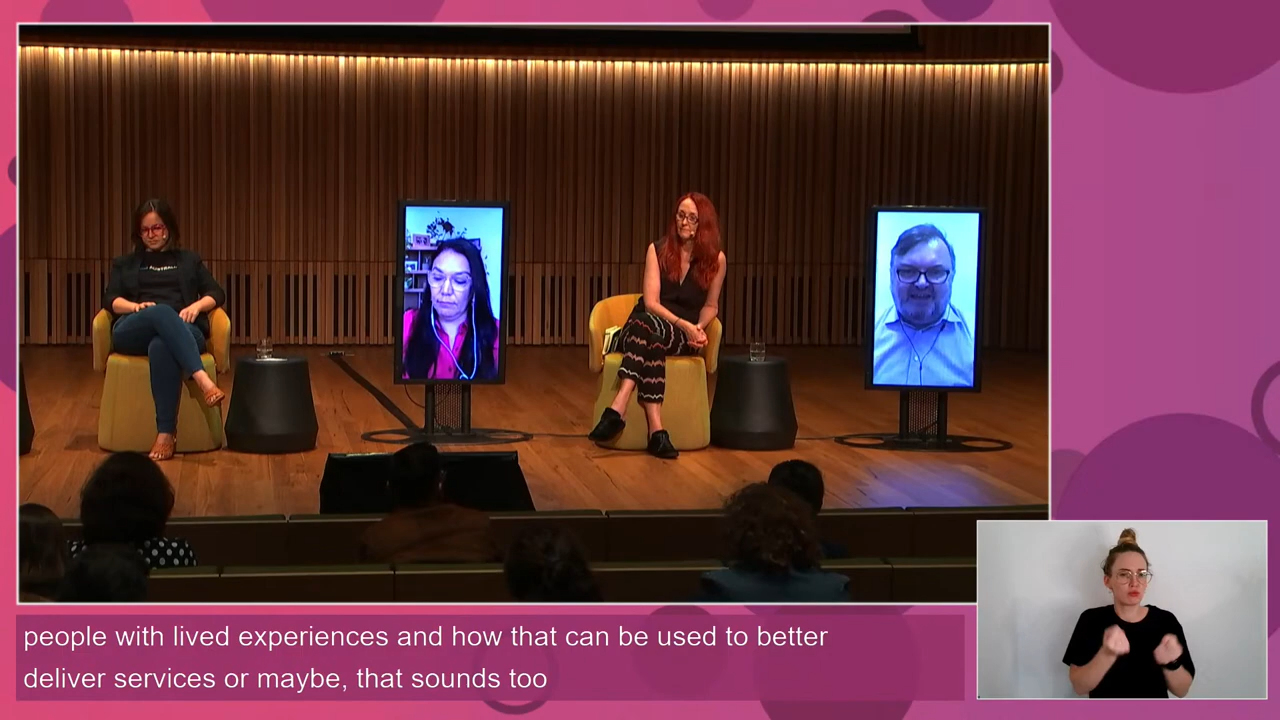 people with lived experiences and how that can be used to better
deliver services or maybe, that sounds too